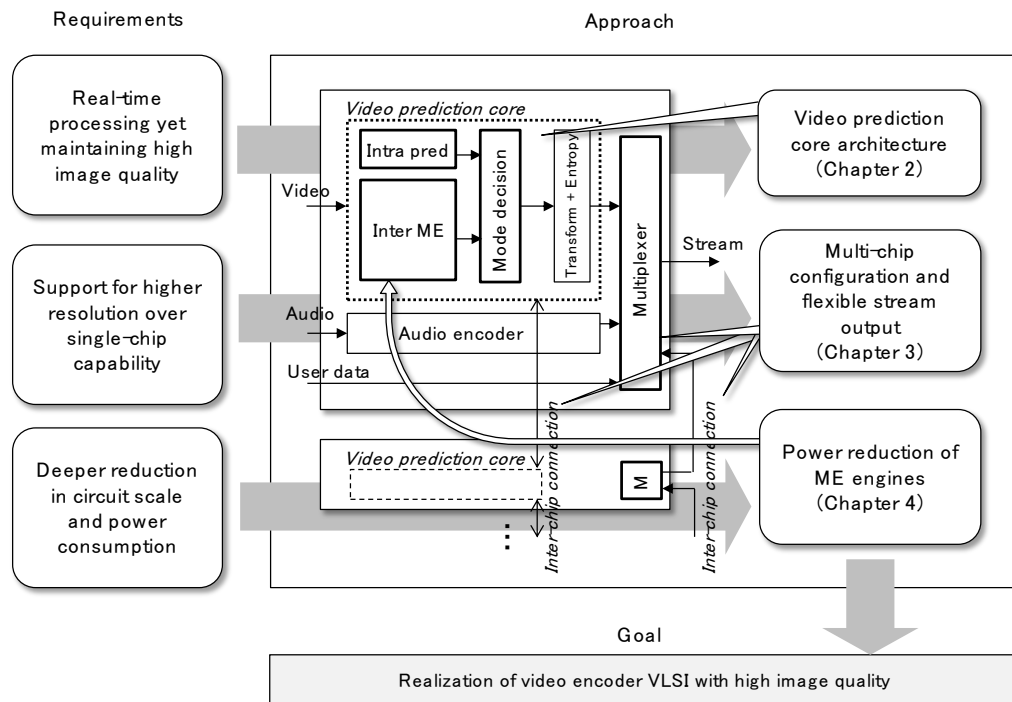 Requirements
Approach
Real-time
processing yet
maintaining high
image quality
Support for higher
resolution over
single-chip
capability
Deeper reduction
in circuit scale
and power
consumption
Video prediction core
Intra pred
Inter ME
Mode decision
Transform + Entropy
Multiplexer
Video
Audio
Audio encoder
User data
Stream
Video prediction core
M
⋮
Inter-chip connection
Inter-chip connection
Video prediction
core architecture
(Chapter 2)
Multi-chip
configuration and
flexible stream
output
(Chapter 3)
Power reduction of
ME engines
(Chapter 4)
Goal
Realization of video encoder VLSI with high image quality